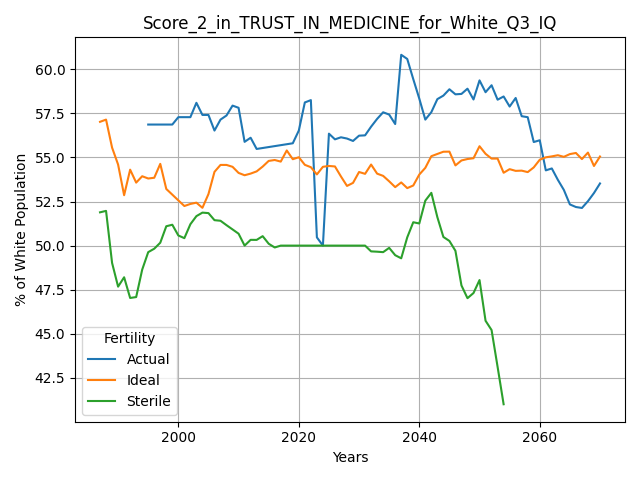 Score_2_in_TRUST_IN_MEDICINE_for_White_Q3_IQ
% of White Population
60.0
57.5
55.0
52.5
50.0
47.5
45.0
42.5
Fertility
Actual
Ideal
Sterile
2000
2020
2040
2060
Years